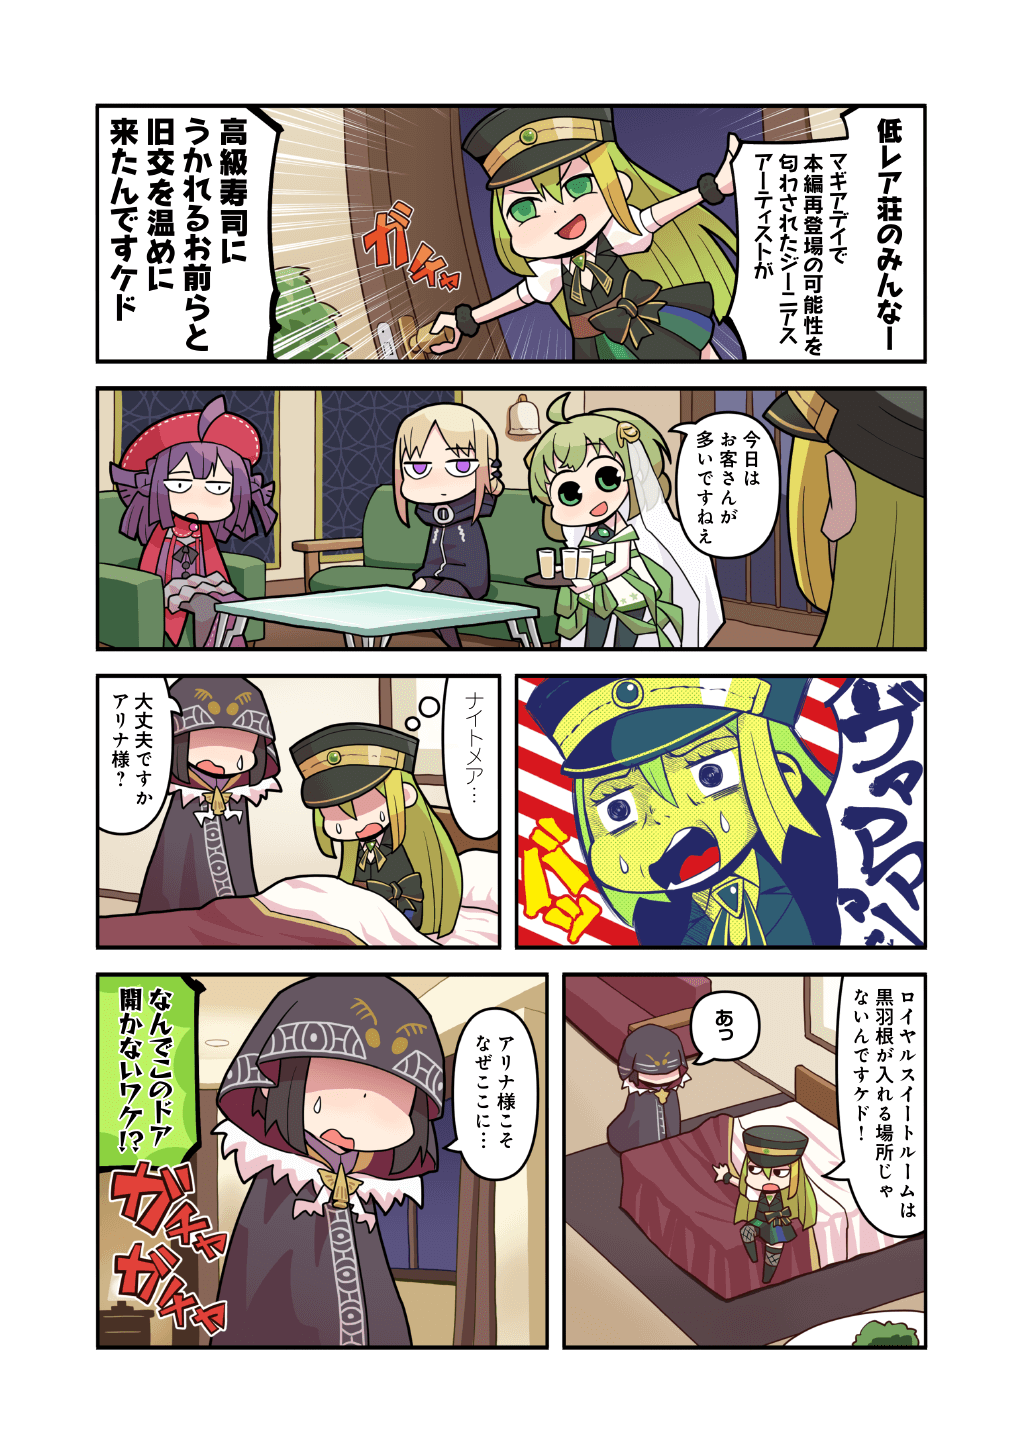 低レア荘のみんなー
マギアデイで
本編再登場の可能性を
匂わされたジーニアス
アーティストが
ガチャ
高級寿司に
うかれるお前らと
旧交を温めに
来たんですケド
今日は
お客さんが
多いですねえ
ヴァアアア!
バッ
ナイトメア…
大丈夫ですか
アリナ様?
ロイヤルスイートルームは
黒羽根が入れる場所じゃ
ないんですケド!
あっ
アリナ様こそ
なぜここに…
なんでこのドア
開かないワケ!?
ガチャ
ガチャ